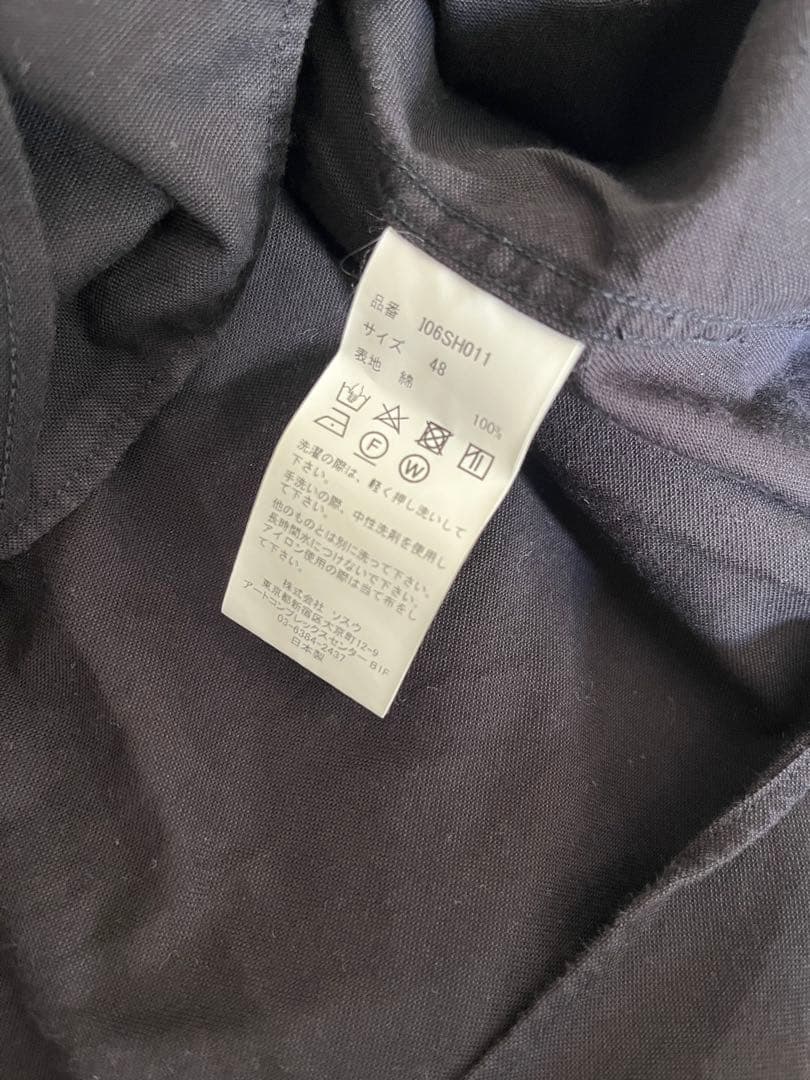 品番 I06SH011
サイズ 48
表地 綿 100%
F W
洗濯の際は、軽く押し洗いして
下さい。
手洗いの際、中性洗剤を使用し
て下さい。
他のものとは別に洗って下さい。
長時間水につけないで下さい。
アイロン使用の際は当て布をし
て下さい。
株式会社 ソスウ
東京都新宿区大京町12-9
アートコンプレックスセンター B1F
03-6384-2437
日本製